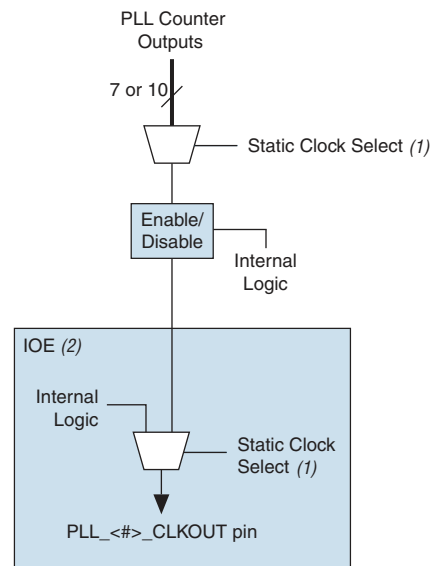 PLL Counter
Outputs
7 or 10
Static Clock Select (1)
Enable/
Disable
Internal
Logic
IOE (2)
Internal
Logic
Static Clock
Select (1)
PLL_<#>_CLKOUT pin